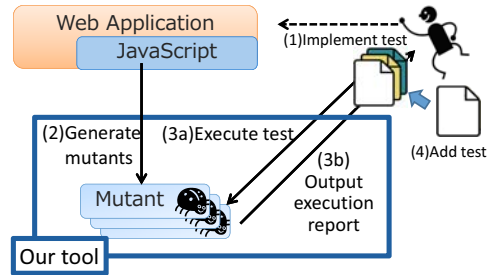 Web Application
JavaScript
(1)Implement test
(2)Generate
mutants
(3a)Execute test
(3b)
Output
execution
report
(4)Add test
Mutant
Our tool